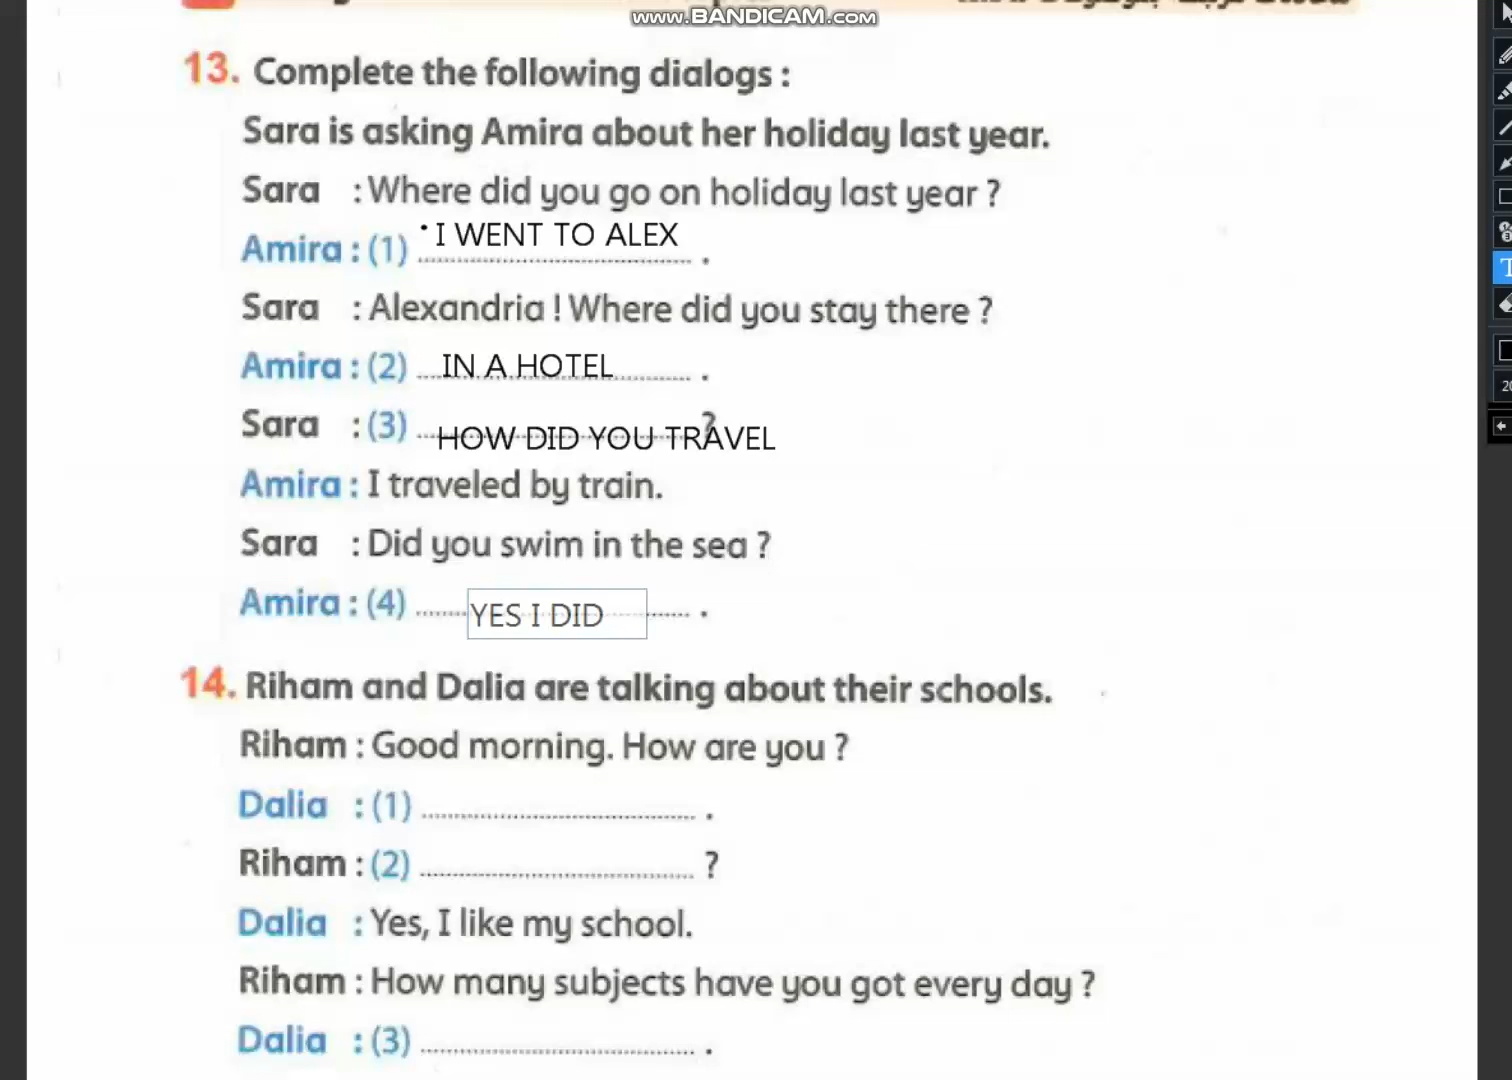 www.BANDICAM.com
13. Complete the following dialogs :
Sara is asking Amira about her holiday last year.
Sara : Where did you go on holiday last year ?
Amira : (1) I WENT TO ALEX .
Sara : Alexandria ! Where did you stay there ?
Amira : (2) IN A HOTEL .
Sara : (3) HOW DID YOU TRAVEL ?
Amira : I traveled by train.
Sara : Did you swim in the sea ?
Amira : (4) YES I DID .
14. Riham and Dalia are talking about their schools.
Riham : Good morning. How are you ?
Dalia : (1) .................... .
Riham : (2) .................... ?
Dalia : Yes, I like my school.
Riham : How many subjects have you got every day ?
Dalia : (3) .................... .